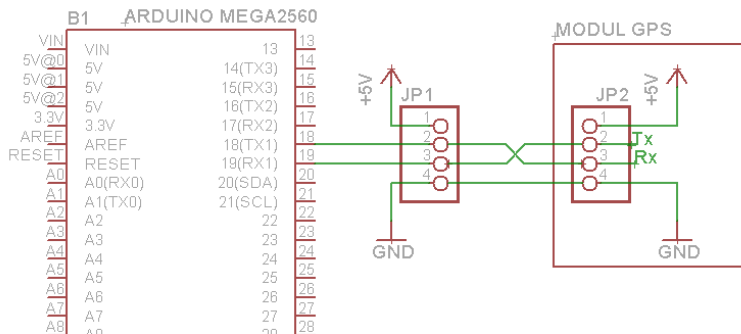 B1 ARDUINO MEGA2560
VIN VIN 13 13
5V@0 5V 14(TX3) 14
5V@1 5V 15(RX3) 15
5V@2 5V 16(TX2) 16
3.3V 3.3V 17(RX2) 17
AREF AREF 18(TX1) 18
RESET RESET 19(RX1) 19
A0 A0(RX0) 20(SDA) 20
A1 A1(TX0) 21(SCL) 21
A2 A2 22 22
A3 A3 23 23
A4 A4 24 24
A5 A5 25 25
A6 A6 26 26
A7 A7 27 27
A8 A8 28 28
+5V
JP1
1
2
3
4
GND
MODUL GPS
+5V
JP2
1
2 Tx
3 Rx
4
GND